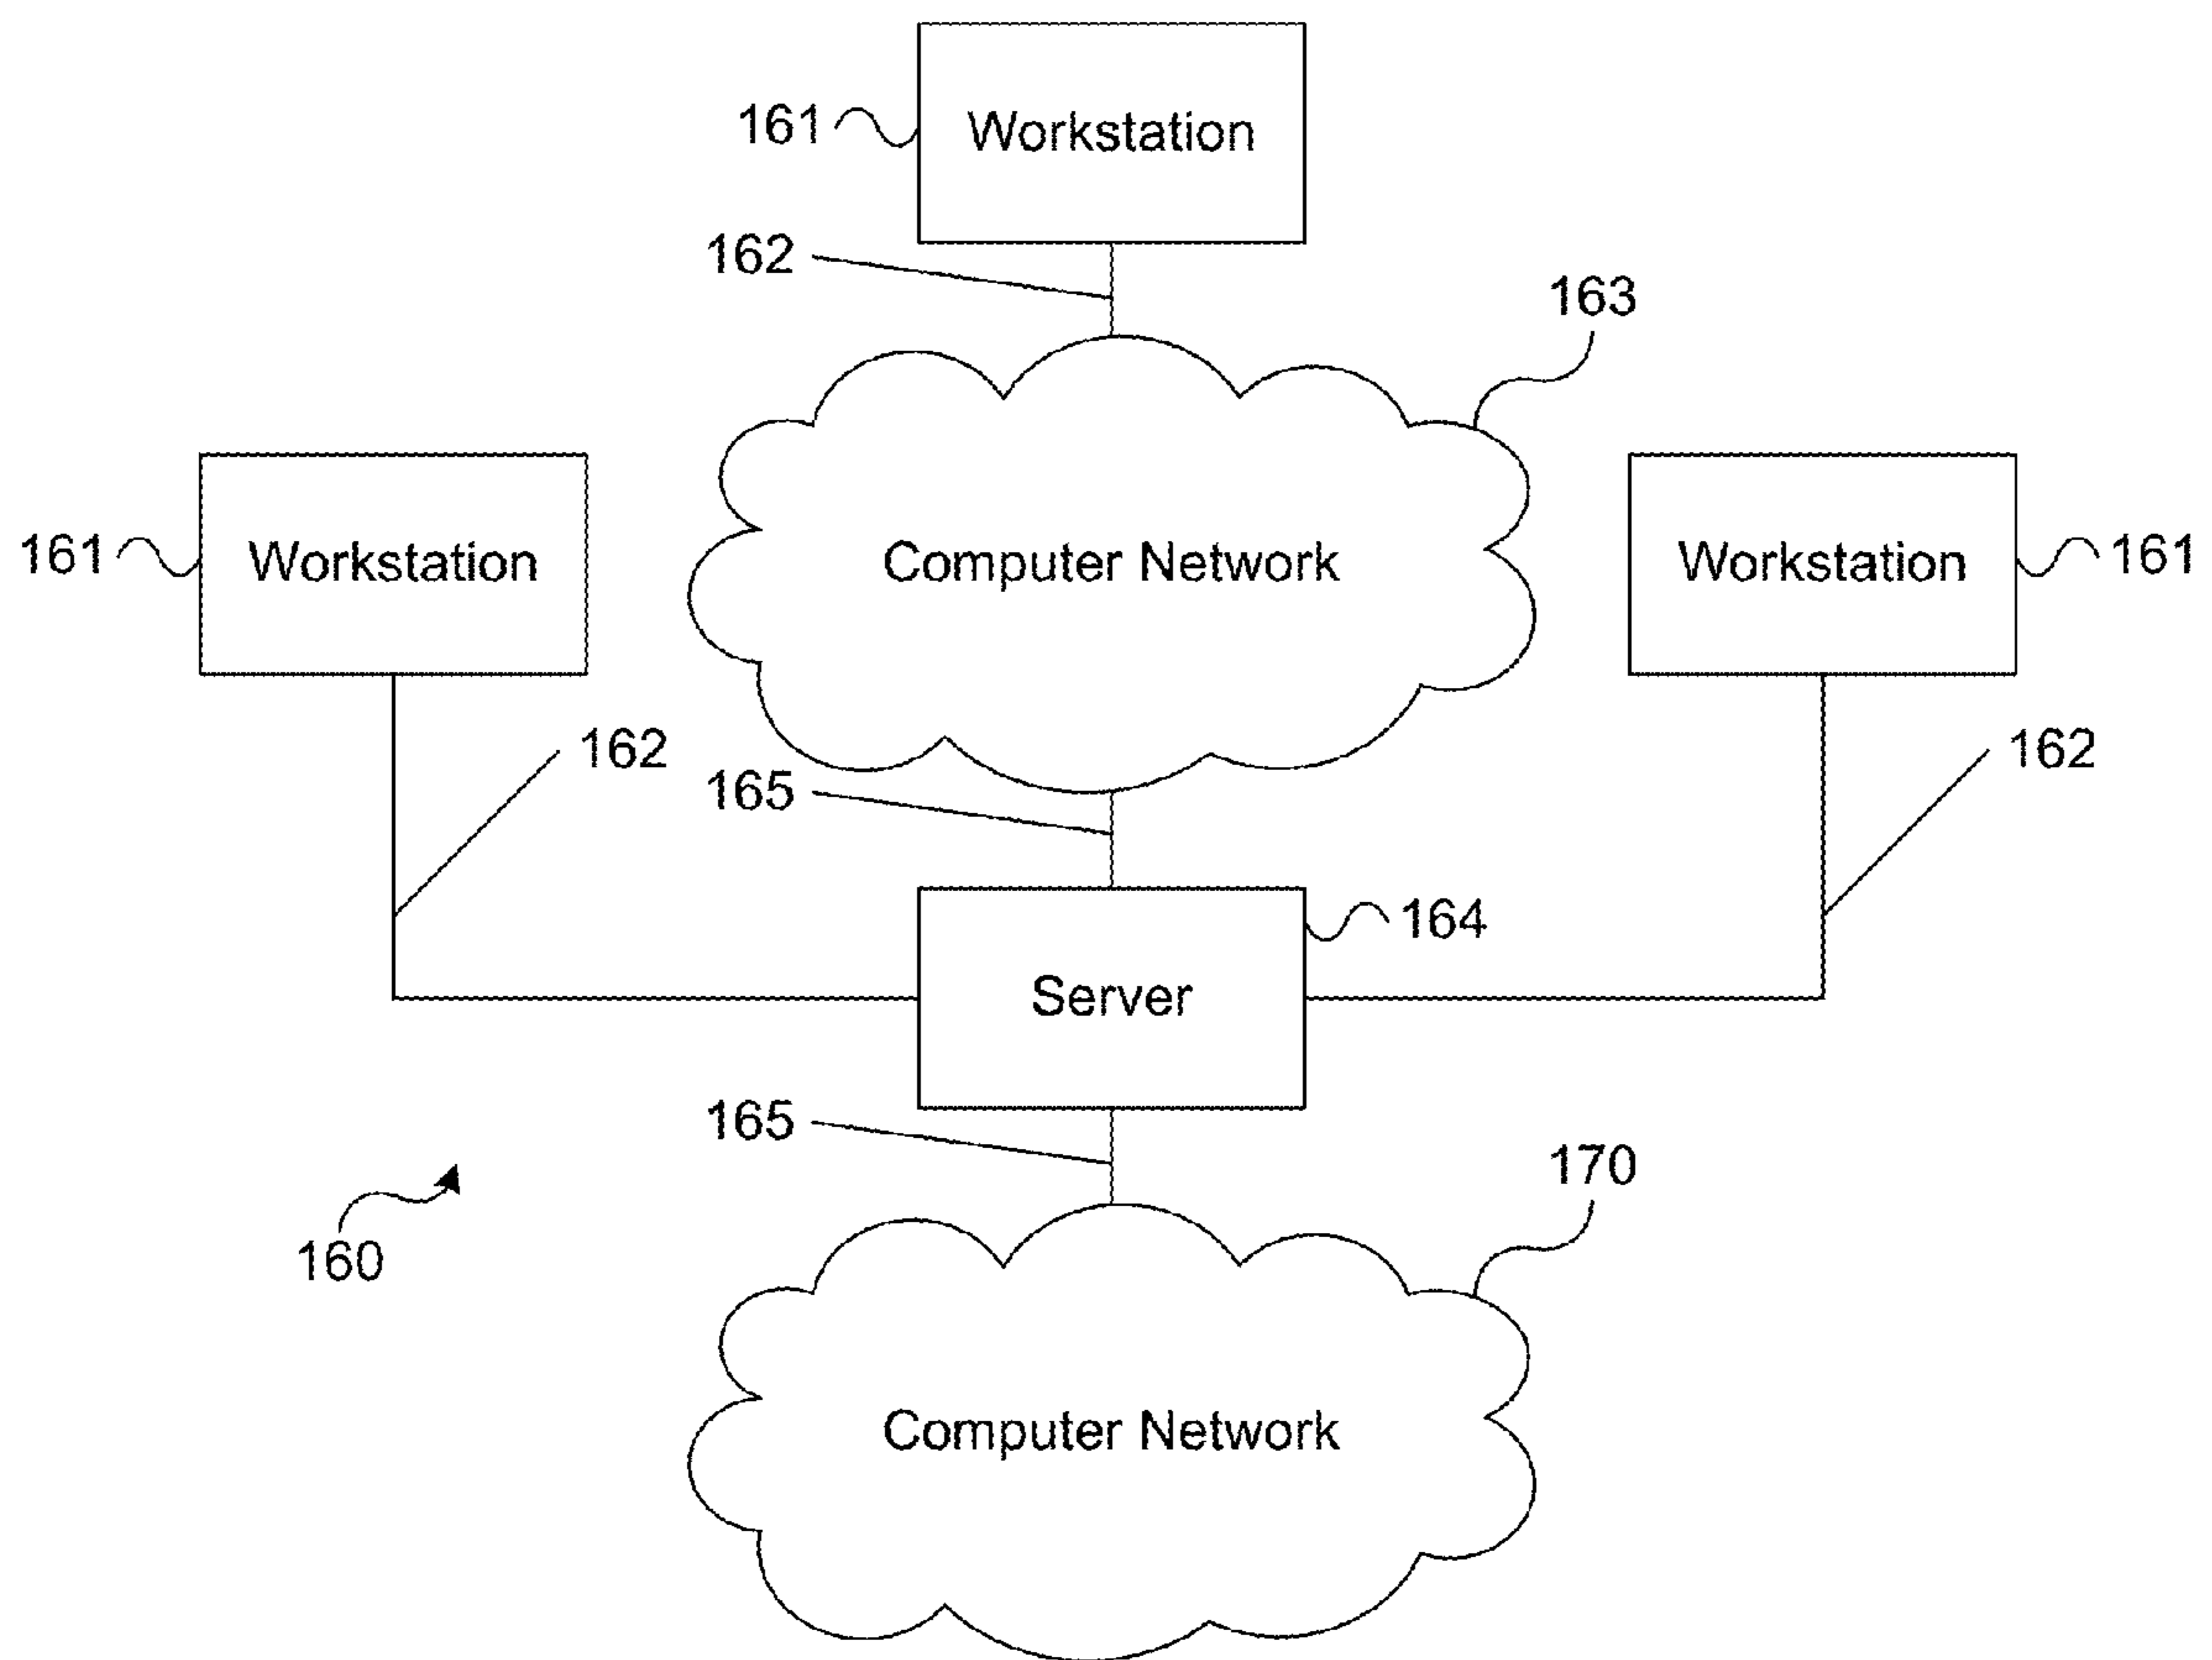 161
Workstation
162
163
161
Workstation
Computer Network
Workstation
161
162
165
162
164
Server
165
160
170
Computer Network